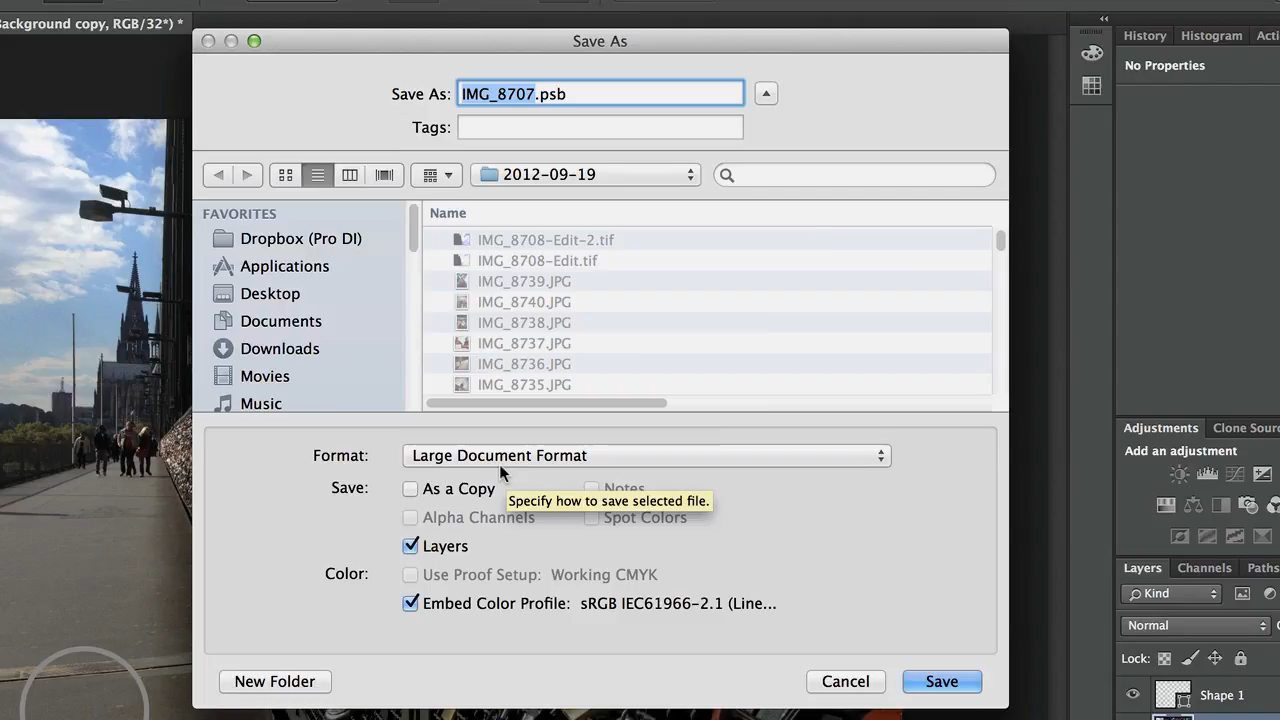 Background copy, RGB/32*) *
Save As
History
Histogram
Acti
No Properties
Save As: IMG_8707.psb
Tags:
2012-09-19
FAVORITES
Dropbox (Pro DI)
Applications
Desktop
Documents
Downloads
Movies
Music
Name
IMG_8708-Edit-2.tif
IMG_8708-Edit.tif
IMG_8739.JPG
IMG_8740.JPG
IMG_8738.JPG
IMG_8737.JPG
IMG_8736.JPG
IMG_8735.JPG
Format: Large Document Format
Save: As a Copy Notes
Specify how to save selected file.
Alpha Channels Spot Colors
Layers
Color: Use Proof Setup: Working CMYK
Embed Color Profile: sRGB IEC61966-2.1 (Line...
New Folder
Cancel
Save
Adjustments
Clone Sour
Add an adjustment
Layers
Channels
Paths
Kind
Normal
Lock:
Shape 1